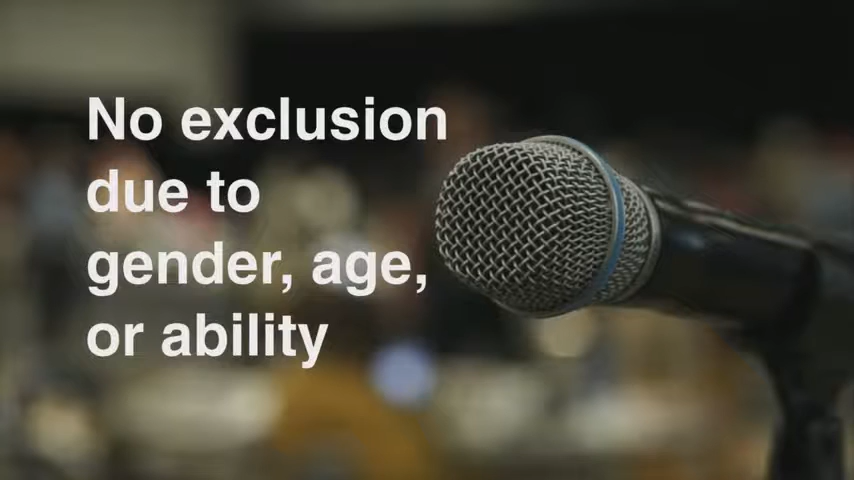 No exclusion
due to
gender, age,
or ability